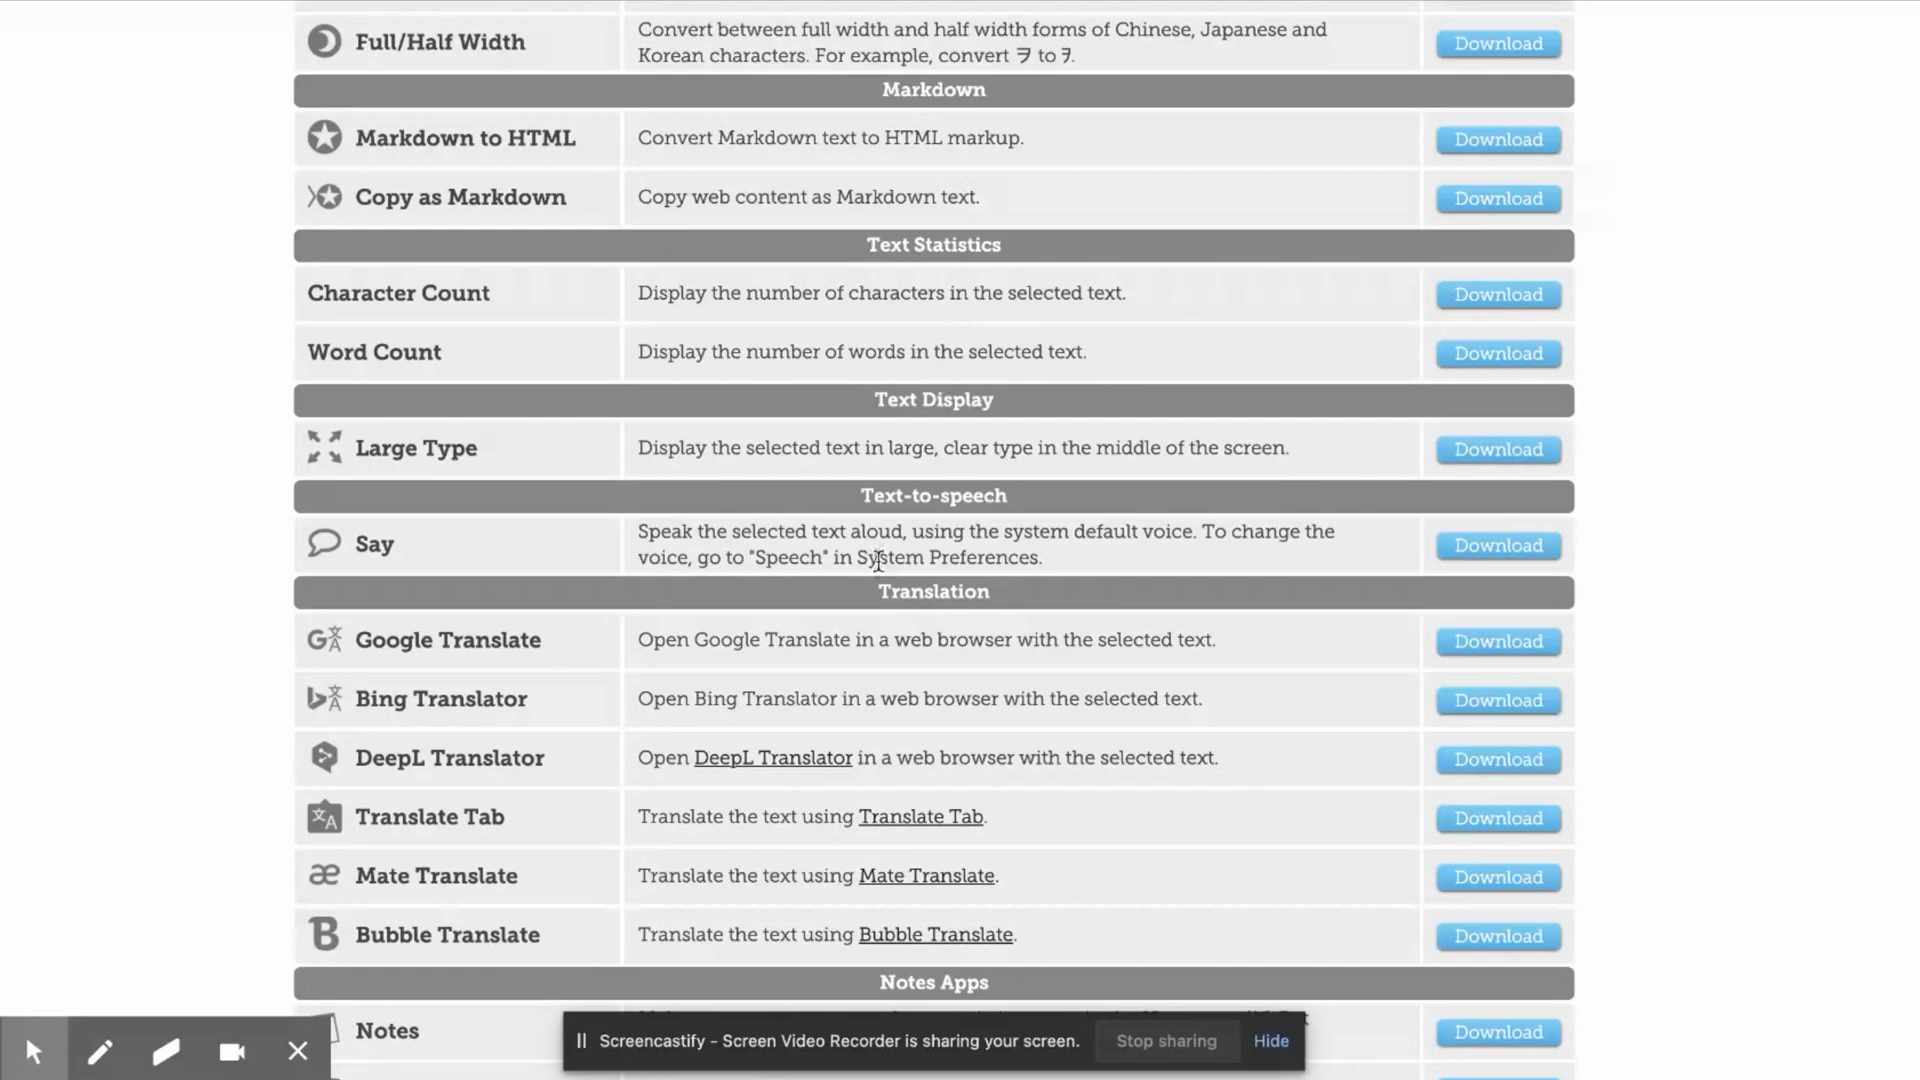 Full/Half Width
Convert between full width and half width forms of Chinese, Japanese and
Korean characters. For example, convert ヲ to ｦ.
Download
Markdown
Markdown to HTML
Convert Markdown text to HTML markup.
Download
Copy as Markdown
Copy web content as Markdown text.
Download
Text Statistics
Character Count
Display the number of characters in the selected text.
Download
Word Count
Display the number of words in the selected text.
Download
Text Display
Large Type
Display the selected text in large, clear type in the middle of the screen.
Download
Text-to-speech
Say
Speak the selected text aloud, using the system default voice. To change the
voice, go to "Speech" in System Preferences.
Download
Translation
Google Translate
Open Google Translate in a web browser with the selected text.
Download
Bing Translator
Open Bing Translator in a web browser with the selected text.
Download
DeepL Translator
Open DeepL Translator in a web browser with the selected text.
Download
Translate Tab
Translate the text using Translate Tab.
Download
Mate Translate
Translate the text using Mate Translate.
Download
Bubble Translate
Translate the text using Bubble Translate.
Download
Notes Apps
Notes
Download
Screencastify - Screen Video Recorder is sharing your screen.
Stop sharing
Hide